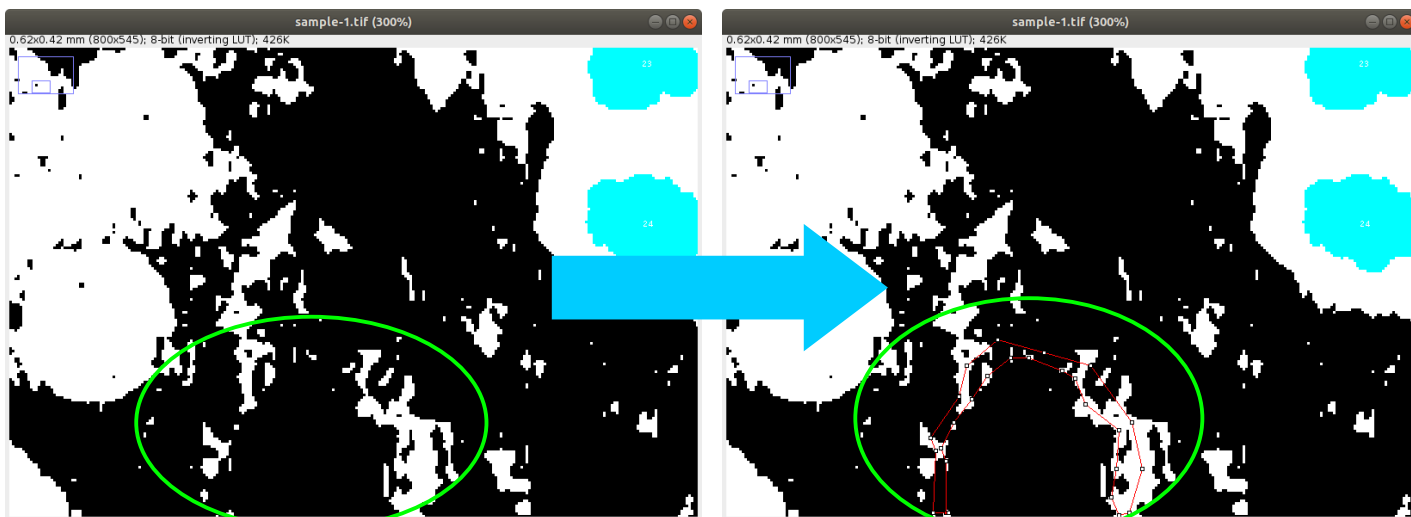 sample-1.tif (300%)
0.62x0.42 mm (800x545); 8-bit (inverting LUT); 426K
23
24
sample-1.tif (300%)
0.62x0.42 mm (800x545); 8-bit (inverting LUT); 426K
23
24